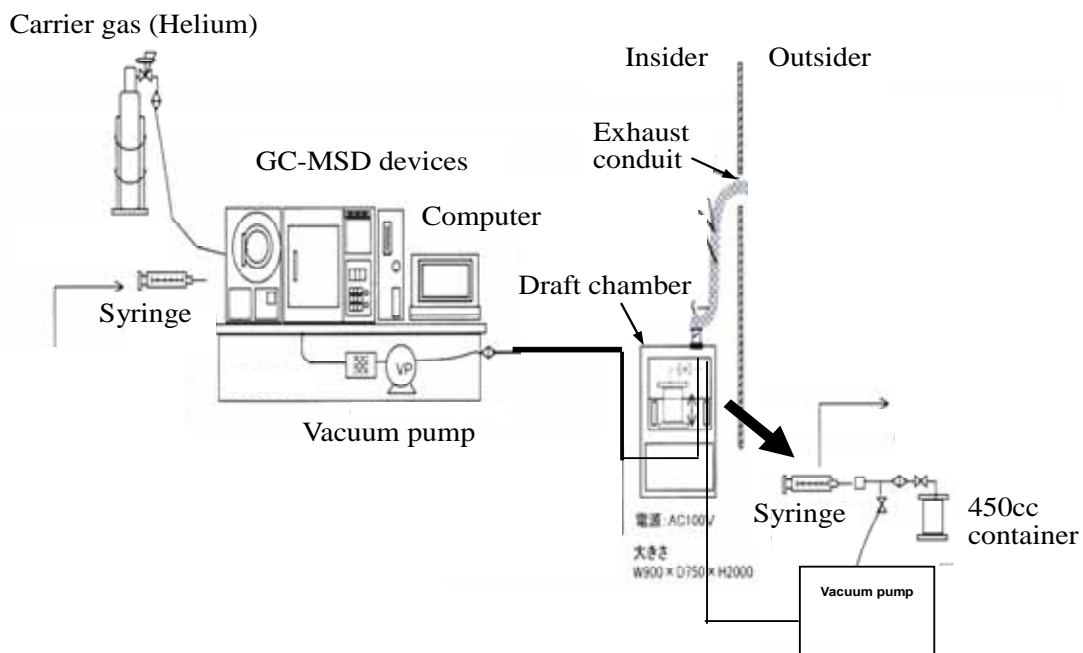 Carrier gas (Helium)
Insider
Outsider
Exhaust
conduit
GC-MSD devices
Computer
Syringe
Draft chamber
VP
Vacuum pump
電源:AC100V
大きさ
W900×D750×H2000
Syringe
450cc
container
Vacuum pump